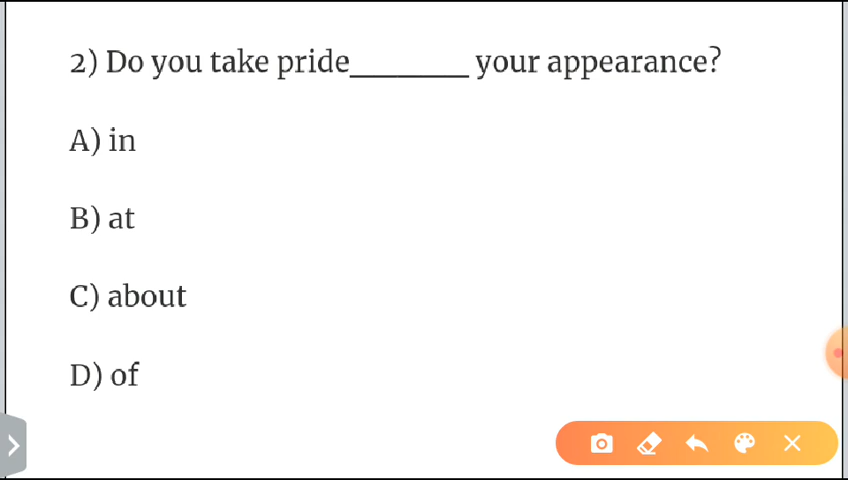 2) Do you take pride________ your appearance?
A) in
B) at
C) about
D) of